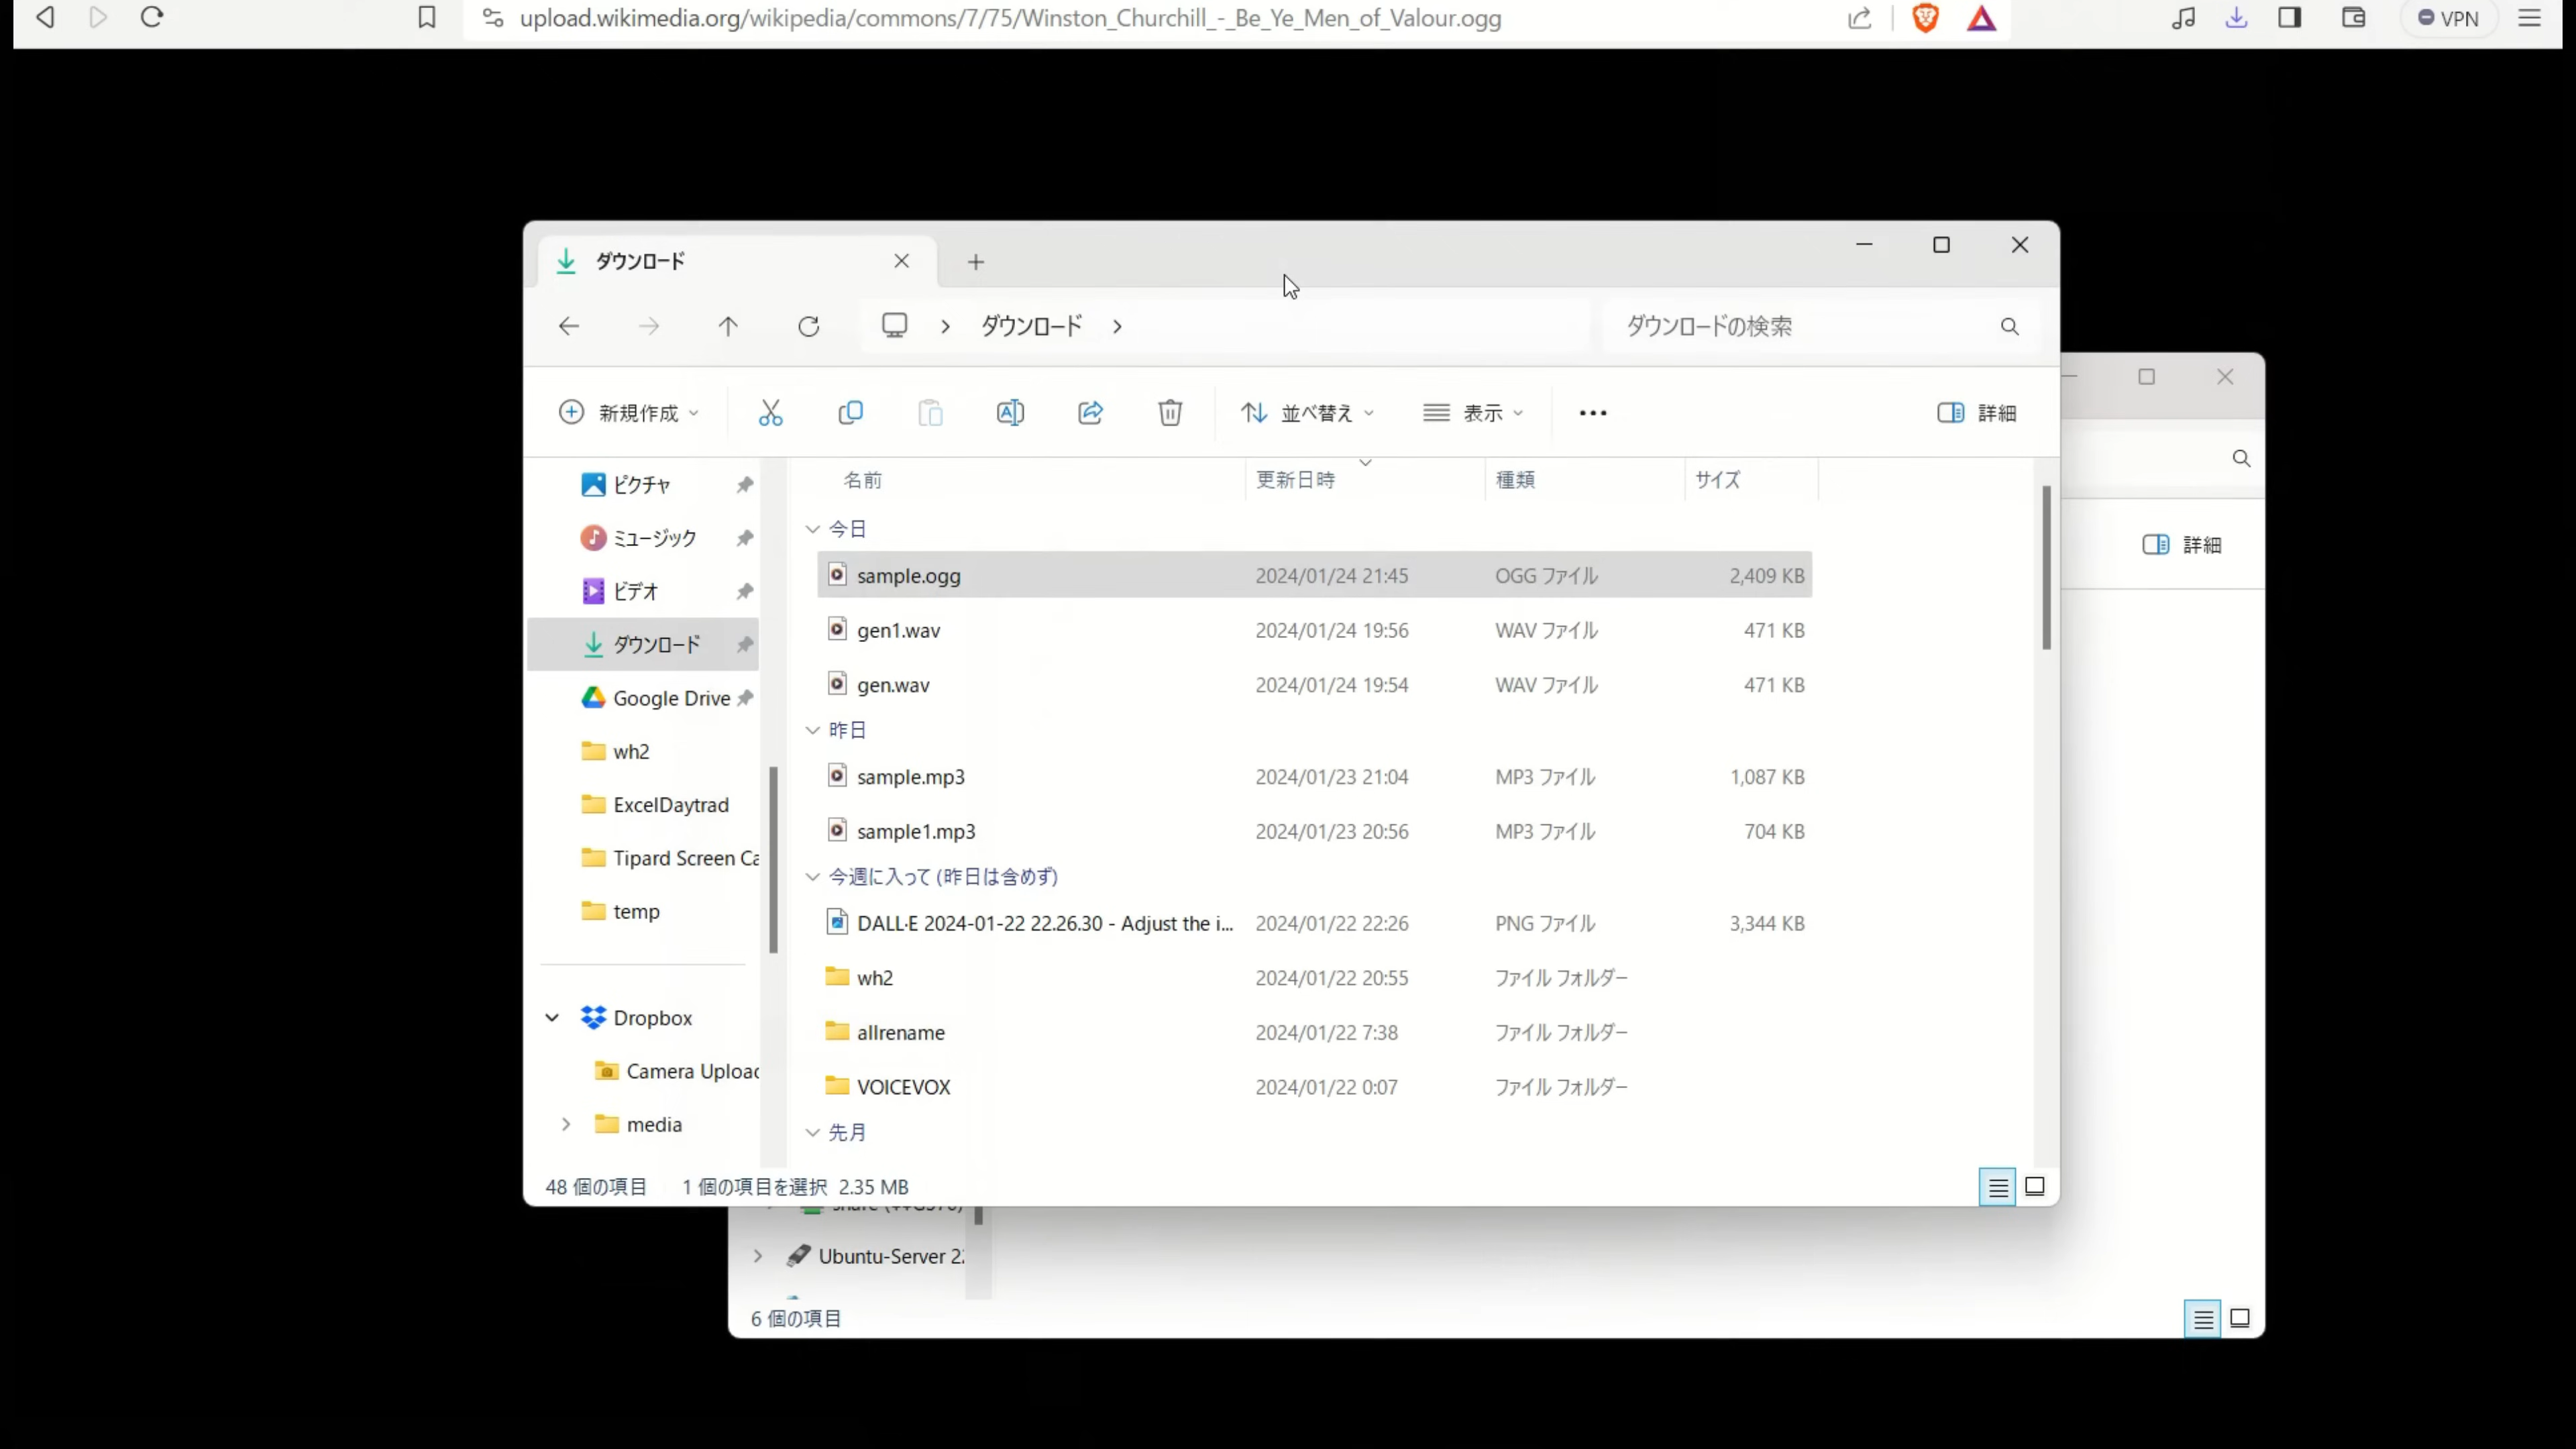 upload.wikimedia.org/wikipedia/commons/7/75/Winston_Churchill_-_Be_Ye_Men_of_Valour.ogg
VPN
ダウンロード
ダウンロード
ダウンロードの検索
新規作成
並べ替え
表示
詳細
詳細
ピクチャ
ミュージック
ビデオ
ダウンロード
Google Drive
wh2
ExcelDaytrad
Tipard Screen Ca
temp
Dropbox
Camera Upload
media
名前 更新日時 種類 サイズ
今日
sample.ogg 2024/01/24 21:45 OGG ファイル 2,409 KB
gen1.wav 2024/01/24 19:56 WAV ファイル 471 KB
gen.wav 2024/01/24 19:54 WAV ファイル 471 KB
昨日
sample.mp3 2024/01/23 21:04 MP3 ファイル 1,087 KB
sample1.mp3 2024/01/23 20:56 MP3 ファイル 704 KB
今週に入って (昨日は含めず)
DALL·E 2024-01-22 22.26.30 - Adjust the i... 2024/01/22 22:26 PNG ファイル 3,344 KB
wh2 2024/01/22 20:55 ファイル フォルダー
allrename 2024/01/22 7:38 ファイル フォルダー
VOICEVOX 2024/01/22 0:07 ファイル フォルダー
先月
48 個の項目 1 個の項目を選択 2.35 MB
Ubuntu-Server 22
6 個の項目